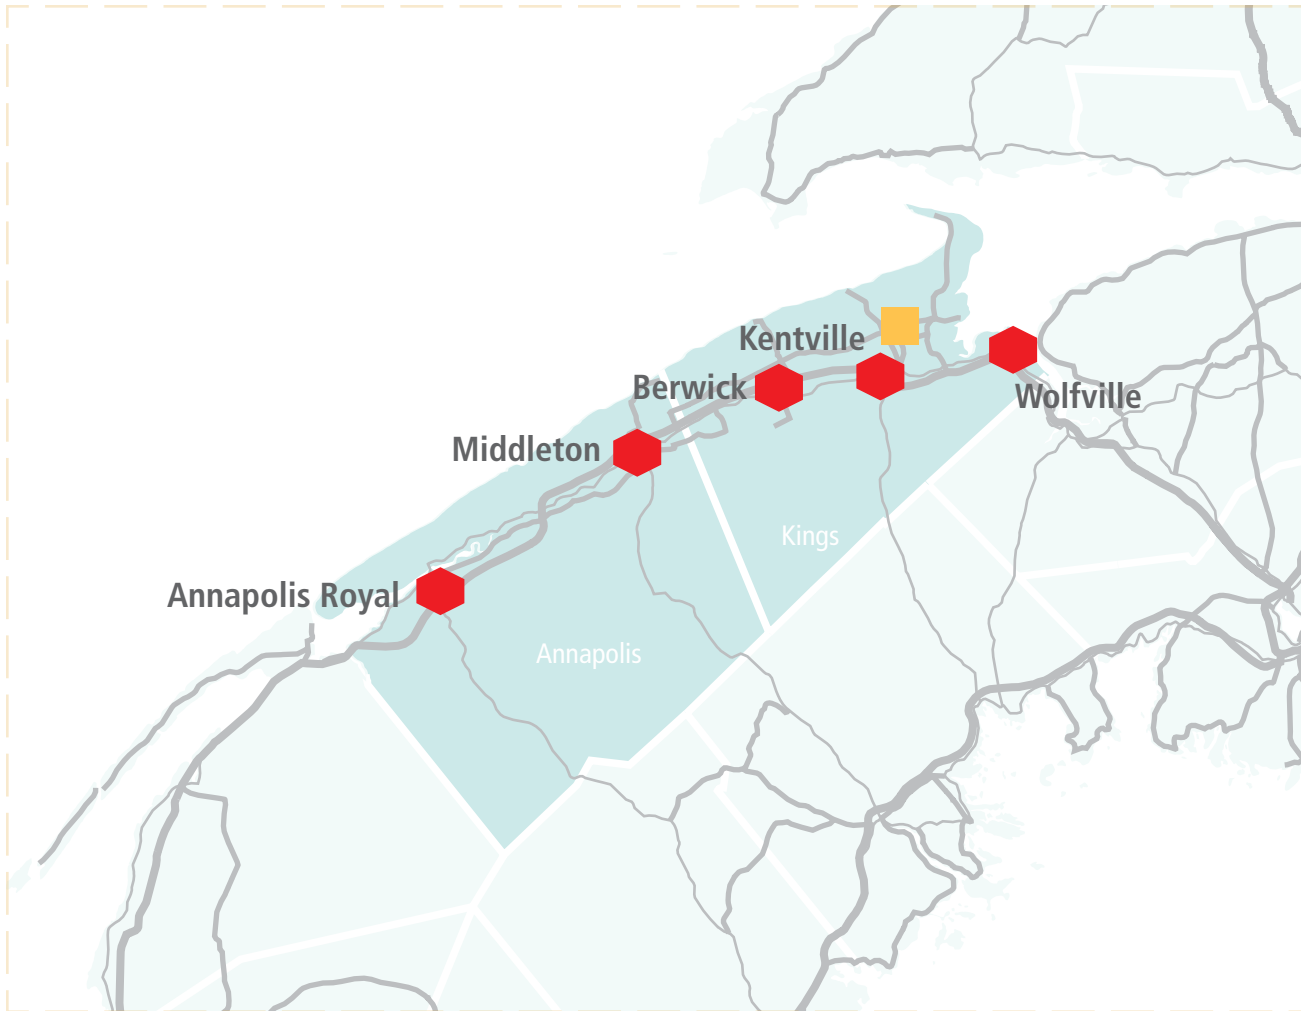 Kentville
Berwick
Wolfville
Middleton
Kings
Annapolis Royal
Annapolis